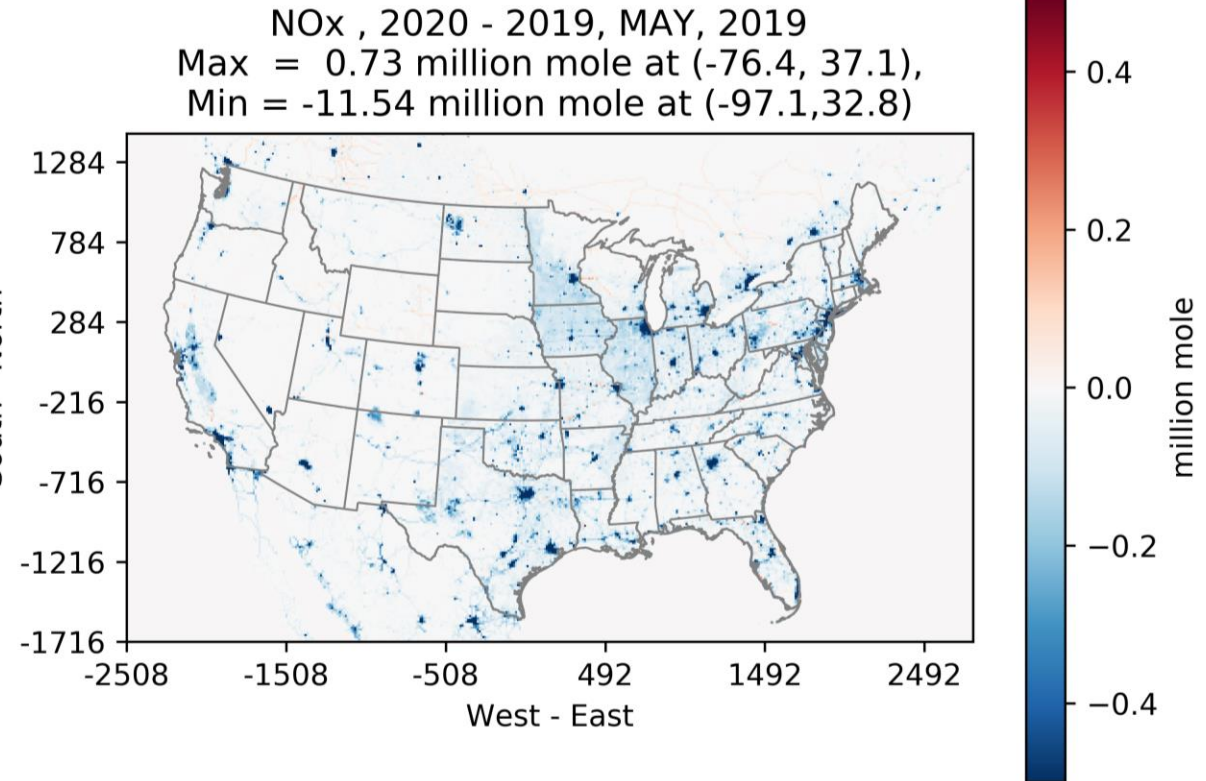 NOx , 2020 - 2019, MAY, 2019
Max = 0.73 million mole at (-76.4, 37.1),
Min = -11.54 million mole at (-97.1,32.8)
1284
784
284
-216
-716
-1216
-1716
-2508 -1508 -508 492 1492 2492
West - East
0.4
0.2
0.0
−0.2
−0.4
million mole